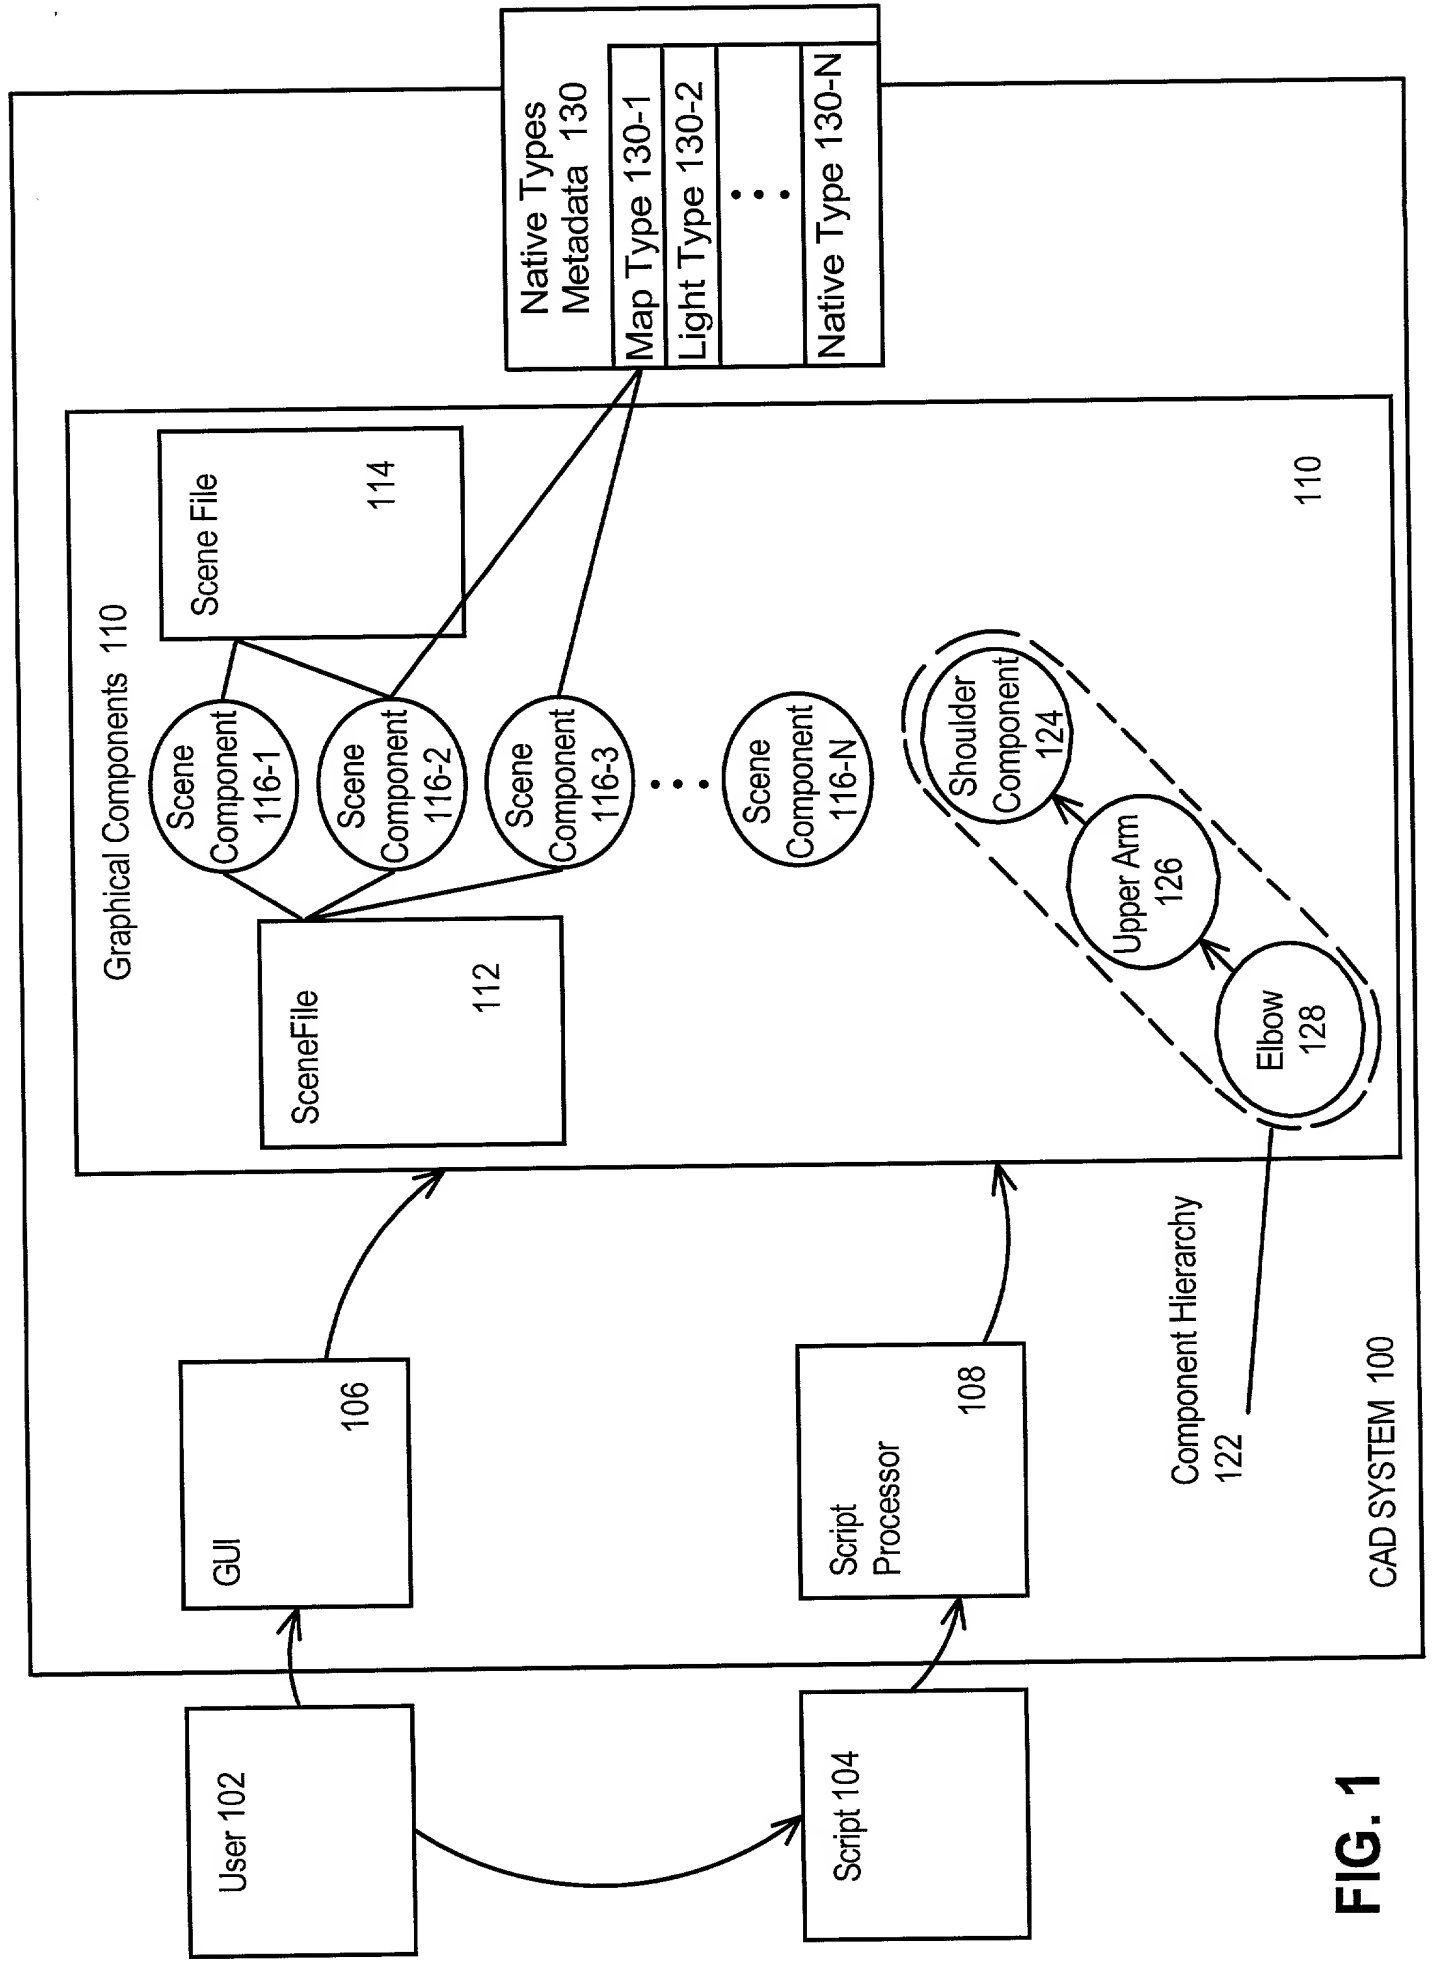 User 102
Script 104
GUI
106
Script
Processor
108
Component Hierarchy
122
CAD SYSTEM 100
Graphical Components 110
SceneFile
112
Scene
Component
116-1
Scene
Component
116-2
Scene
Component
116-3
Scene
Component
116-N
Scene File
114
Shoulder
Component
124
Upper Arm
126
Elbow
128
110
Native Types
Metadata 130
Map Type 130-1
Light Type 130-2
Native Type 130-N
FIG. 1